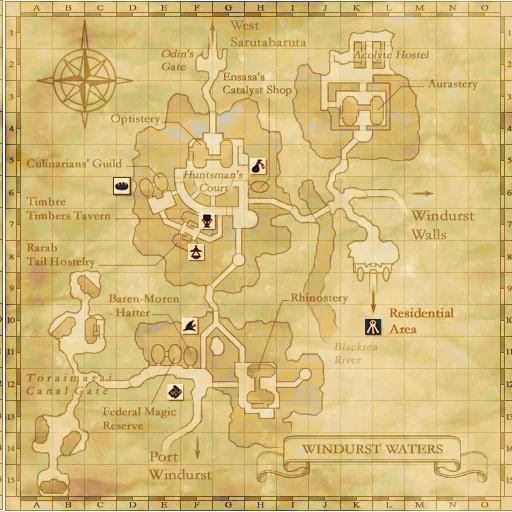 A B C D E F G H I J K L M N O
1
2
3
4
5
6
7
8
9
10
11
12
13
14
15
West
Sarutabaruta
Odin's
Gate
Acolyte Hostel
Ensasa's
Catalyst Shop
Aurastery
Optistery
Culinarians' Guild
Huntsman's
Court
Timbre
Timbers Tavern
Windurst
Walls
Rarab
Tail Hostelry
Baren-Moren
- Hatter
Rhinostery
Residential
Area
Blacktea
River
Toraimarai
Canal Gate
Federal Magic
Reserve
Port
Windurst
WINDURST WATERS
A B C D E F G H I J K L M N O